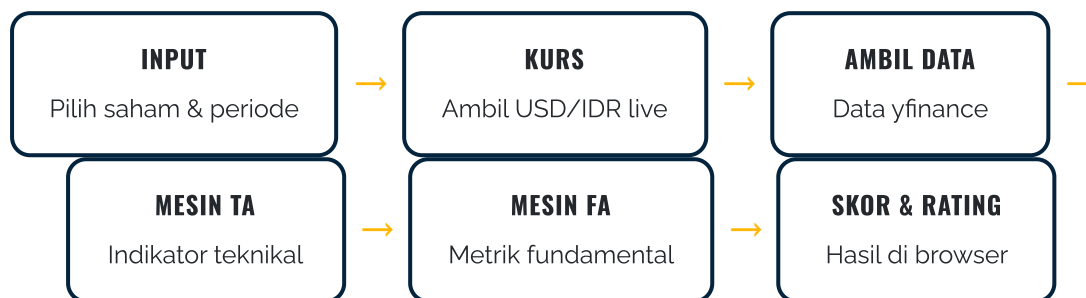 INPUT
Pilih saham & periode
→
KURS
Ambil USD/IDR live
→
AMBIL DATA
Data yfinance
→
MESIN TA
Indikator teknikal
→
MESIN FA
Metrik fundamental
→
SKOR & RATING
Hasil di browser